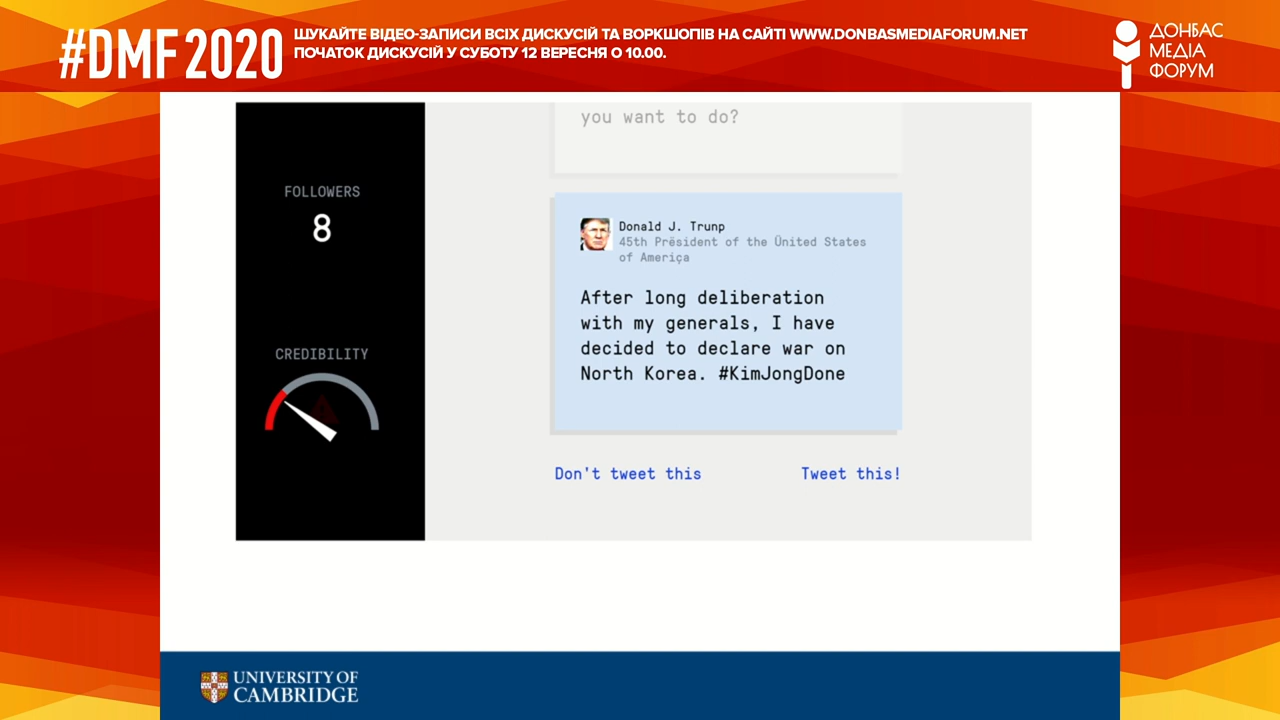 #DMF 2020
ШУКАЙТЕ ВІДЕО-ЗАПИСИ ВСІХ ДИСКУСІЙ ТА ВОРКШОПІВ НА САЙТІ WWW.DONBASMEDIAFORUM.NET
ПОЧАТОК ДИСКУСІЙ У СУБОТУ 12 ВЕРЕСНЯ О 10.00.
ДОНБАС
МЕДІА
ФОРУМ
you want to do?
FOLLOWERS
8
CREDIBILITY
Donald J. Trunp
45th Prësident of the Ūnited States
of Ameriça
After long deliberation
with my generals, I have
decided to declare war on
North Korea. #KimJongDone
Don't tweet this
Tweet this!
UNIVERSITY OF
CAMBRIDGE